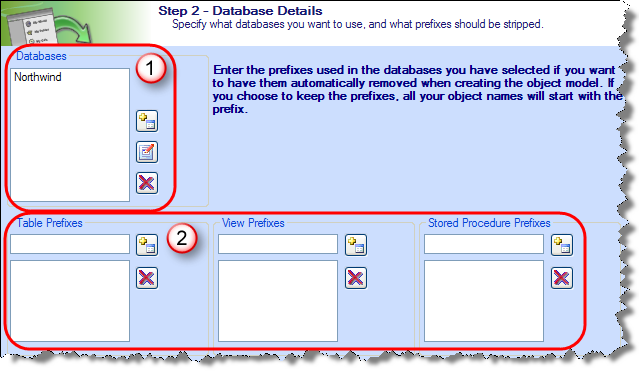 Step 2 - Database Details
Specify what databases you want to use, and what prefixes should be stripped.
Databases
1
Northwind
Enter the prefixes used in the databases you have selected if you want
to have them automatically removed when creating the object model. If
you choose to keep the prefixes, all your object names will start with the
prefix.
Table Prefixes
2
View Prefixes
Stored Procedure Prefixes